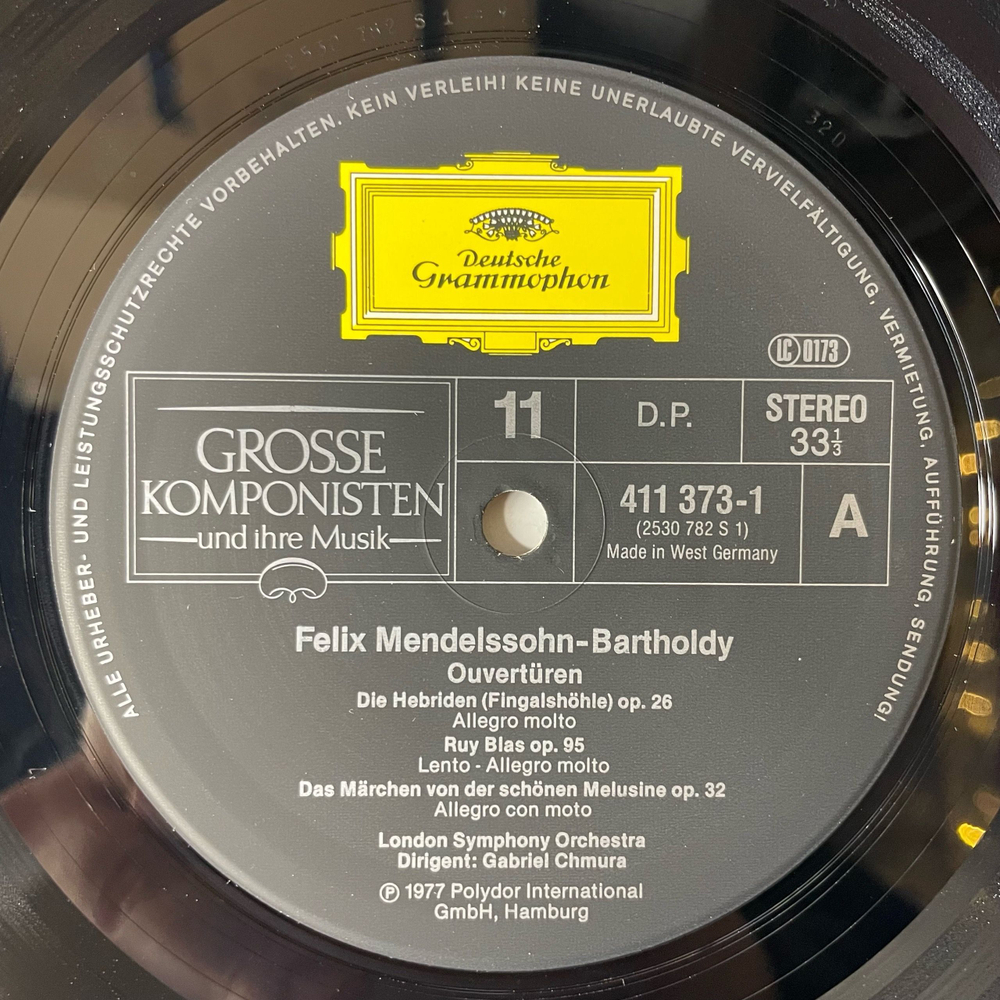 2530 782 S 1
320
ALLE URHEBER- UND LEISTUNGSSCHUTZRECHTE VORBEHALTEN. KEIN VERLEIH! KEINE UNERLAUBTE VERVIELFÄLTIGUNG, VERMIETUNG, AUFFÜHRUNG, SENDUNG!
Deutsche
Grammophon
LC 0173
GROSSE
KOMPONISTEN
und ihre Musik
11
D.P.
STEREO
33⅓
411 373-1
(2530 782 S 1)
Made in West Germany
A
Felix Mendelssohn-Bartholdy
Ouvertüren
Die Hebriden (Fingalshöhle) op. 26
Allegro molto
Ruy Blas op. 95
Lento - Allegro molto
Das Märchen von der schönen Melusine op. 32
Allegro con moto
London Symphony Orchestra
Dirigent: Gabriel Chmura
℗ 1977 Polydor International
GmbH, Hamburg